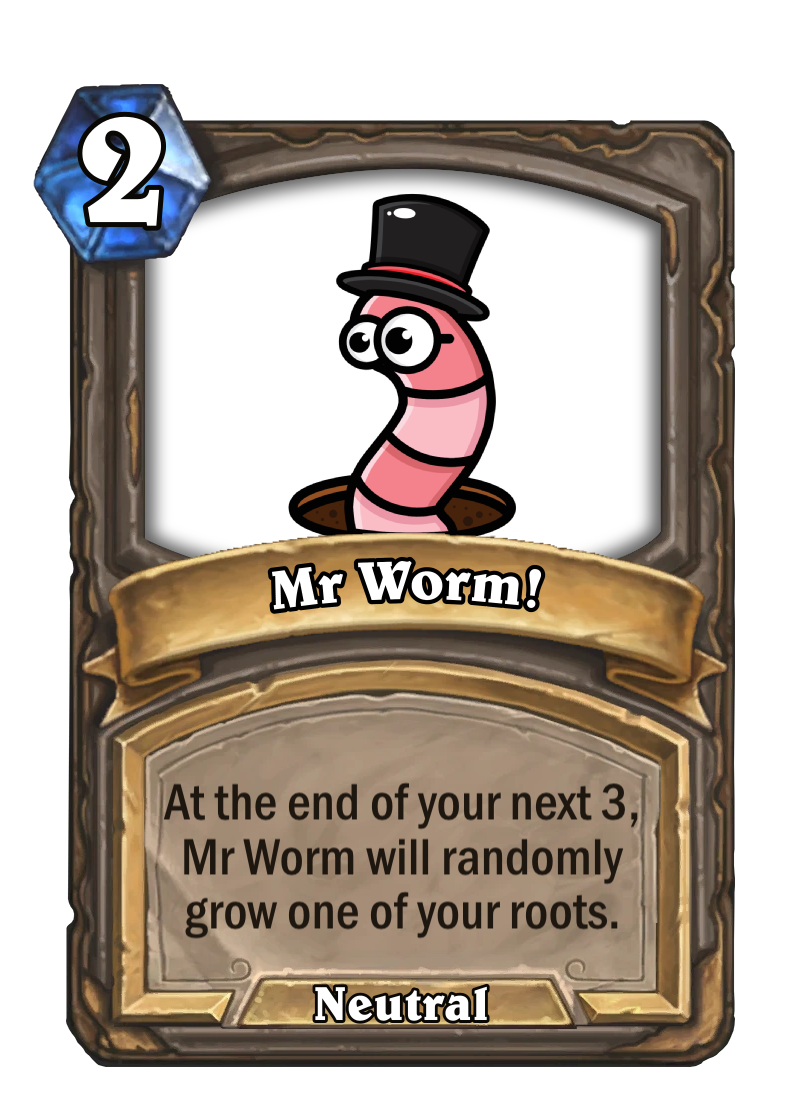 2
Mr Worm!
At the end of your next 3,
Mr Worm will randomly
grow one of your roots.
Neutral